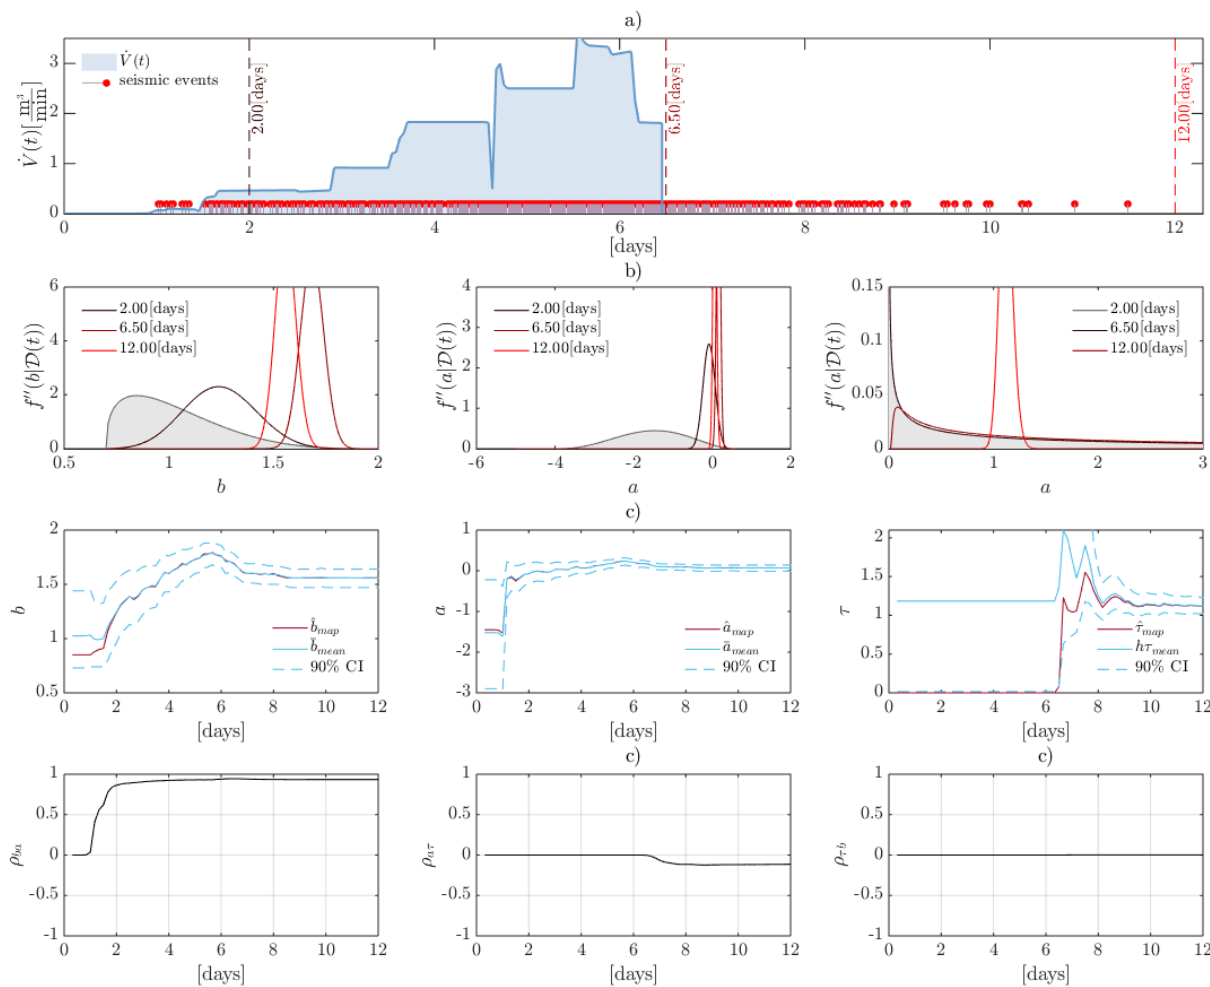 a)
V̇(t)[m³/min]
3
2
1
0
V̇(t)
seismic events
2.00[days]
6.50[days]
12.00[days]
0 2 4 6 8 10 12
[days]
b)
f''(b|D(t))
6
4
2
0
2.00[days]
6.50[days]
12.00[days]
0.5 1 1.5 2
b
f''(a|D(t))
4
3
2
1
0
2.00[days]
6.50[days]
12.00[days]
-6 -4 -2 0 2
a
f''(a|D(t))
0.15
0.1
0.05
0
2.00[days]
6.50[days]
12.00[days]
0 1 2 3
a
c)
b
2
1.5
1
0.5
b̂map
b̄mean
90% CI
0 2 4 6 8 10 12
[days]
a
1
0
-1
-2
-3
âmap
āmean
90% CI
0 2 4 6 8 10 12
[days]
τ
2
1.5
1
0.5
0
τ̂map
hτmean
90% CI
0 2 4 6 8 10 12
[days]
ρba
1
0.5
0
-0.5
-1
0 2 4 6 8 10 12
[days]
c)
ρaτ
1
0.5
0
-0.5
-1
0 2 4 6 8 10 12
[days]
c)
ρτb
1
0.5
0
-0.5
-1
0 2 4 6 8 10 12
[days]